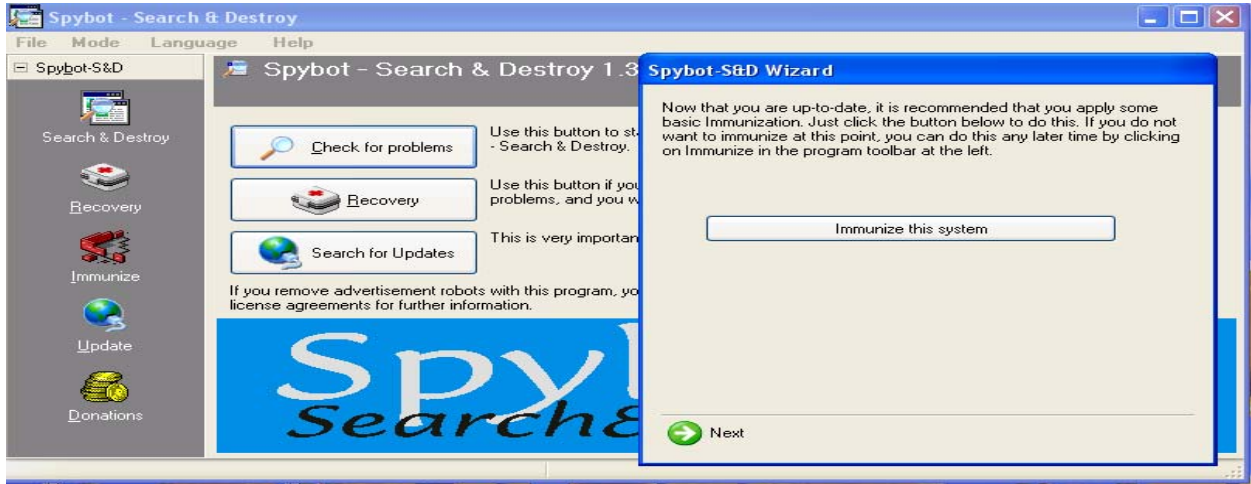 Spybot - Search & Destroy
File Mode Language Help
Spybot-S&D
Search & Destroy
Recovery
Immunize
Update
Donations
Spybot - Search & Destroy 1.3
Check for problems
Use this button to
- Search & Destroy.
Recovery
Use this button if you
problems, and you
Search for Updates
This is very
If you remove advertisement robots with this program,
license agreements for further information.
Search&
Spybot-S&D Wizard
Now that you are up-to-date, it is recommended that you apply some
basic Immunization. Just click the button below to do this. If you do not
want to immunize at this point, you can do this any later time by clicking
on Immunize in the program toolbar at the left.
Immunize this system
Next